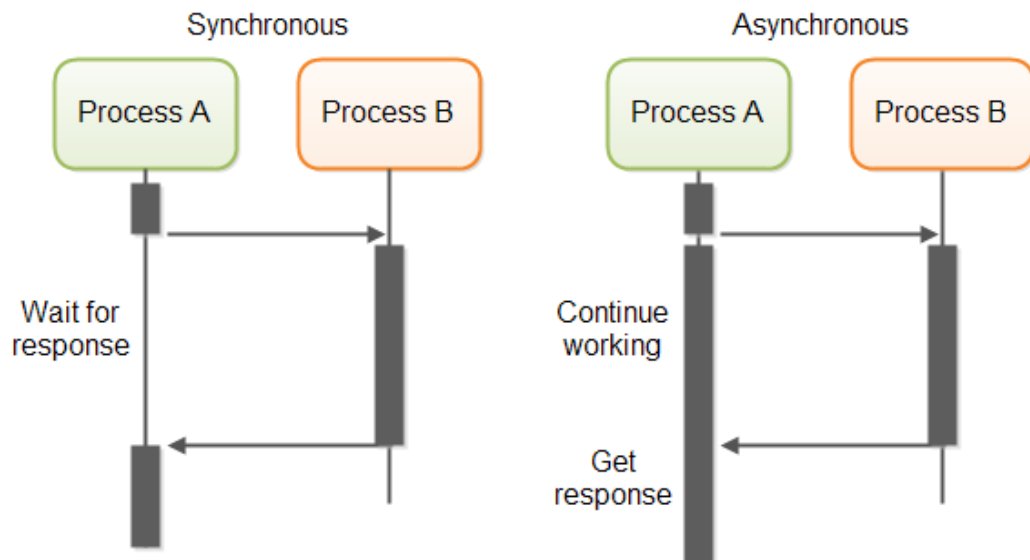 Synchronous
Process A
Process B
Wait for
response
Asynchronous
Process A
Process B
Continue
working
Get
response